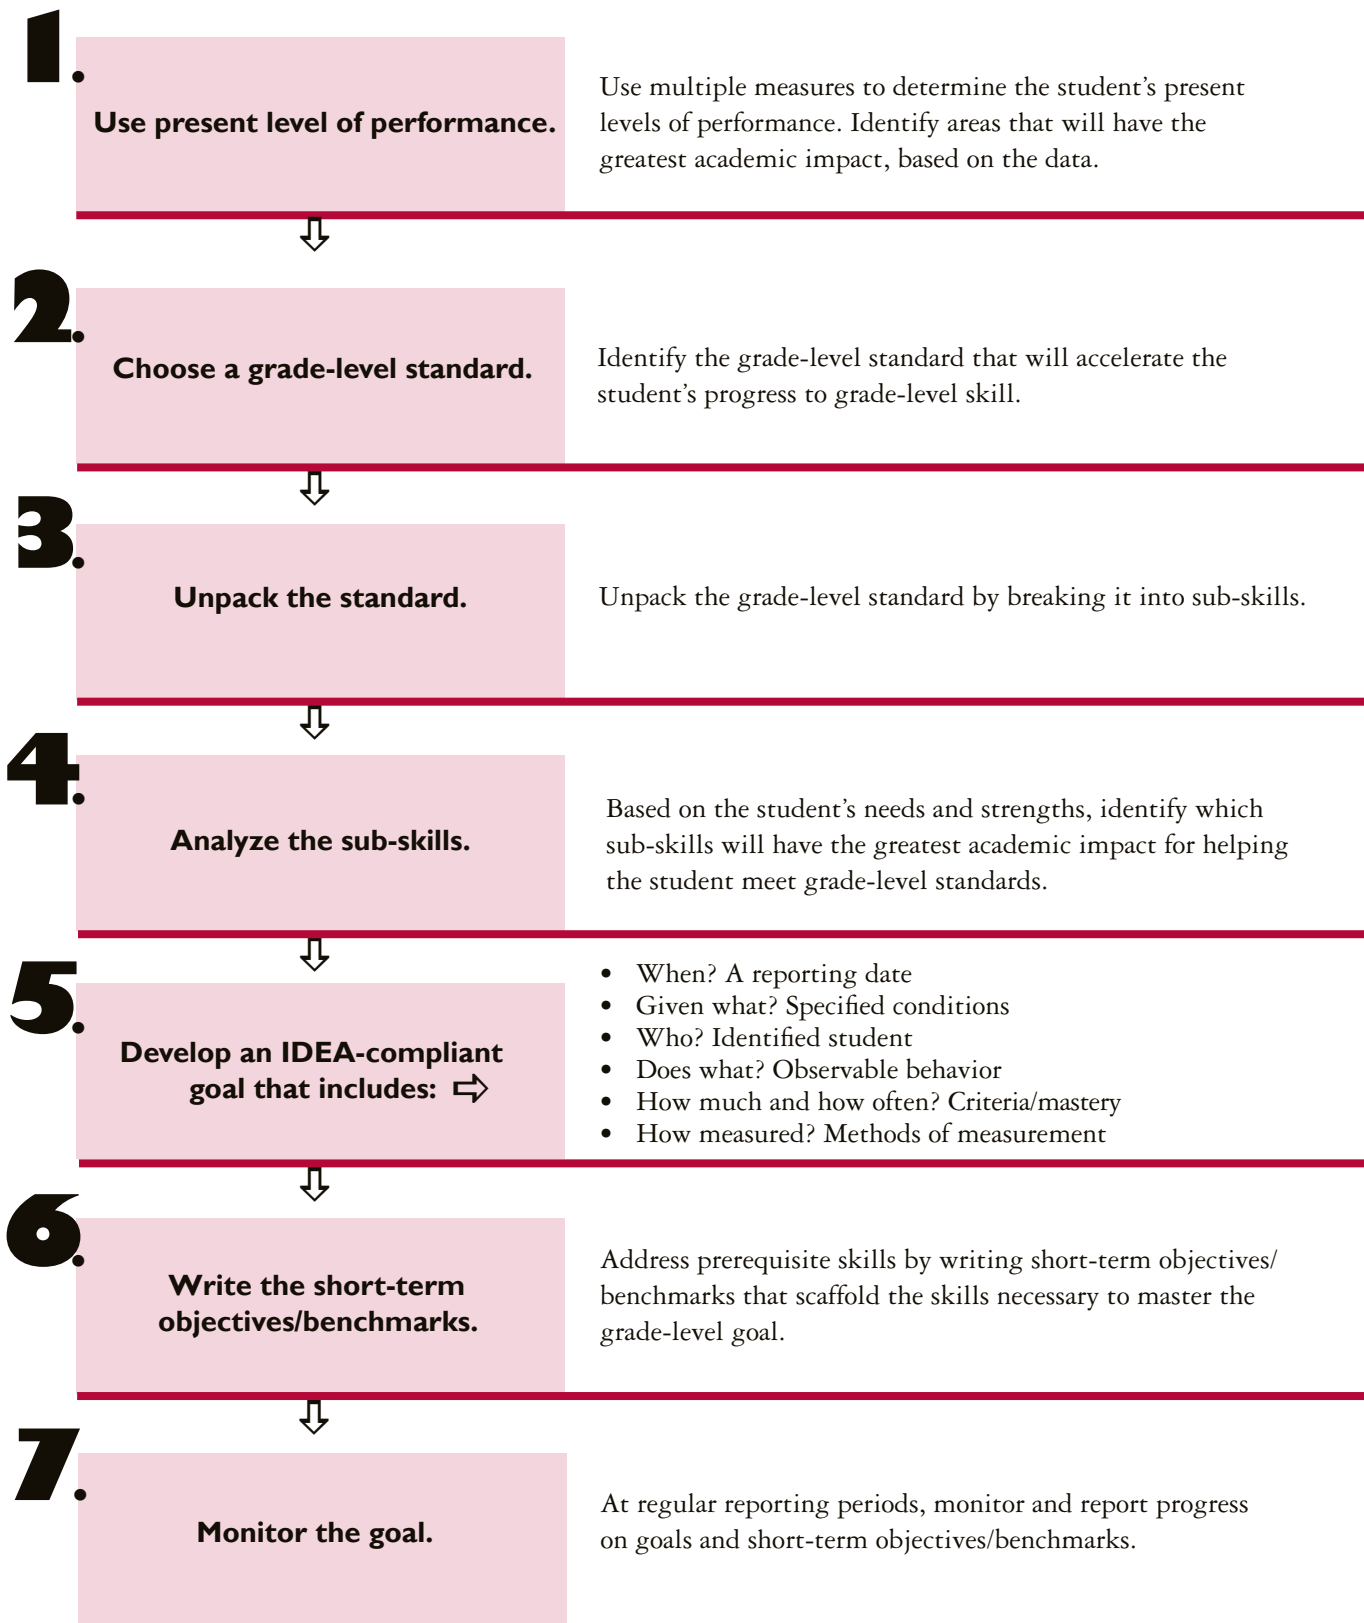 1.
Use present level of performance.
Use multiple measures to determine the student’s present
levels of performance. Identify areas that will have the
greatest academic impact, based on the data.
2.
Choose a grade-level standard.
Identify the grade-level standard that will accelerate the
student’s progress to grade-level skill.
3.
Unpack the standard.
Unpack the grade-level standard by breaking it into sub-skills.
4.
Analyze the sub-skills.
Based on the student’s needs and strengths, identify which
sub-skills will have the greatest academic impact for helping
the student meet grade-level standards.
5.
Develop an IDEA-compliant
goal that includes:
• When? A reporting date
• Given what? Specified conditions
• Who? Identified student
• Does what? Observable behavior
• How much and how often? Criteria/mastery
• How measured? Methods of measurement
6.
Write the short-term
objectives/benchmarks.
Address prerequisite skills by writing short-term objectives/
benchmarks that scaffold the skills necessary to master the
grade-level goal.
7.
Monitor the goal.
At regular reporting periods, monitor and report progress
on goals and short-term objectives/benchmarks.